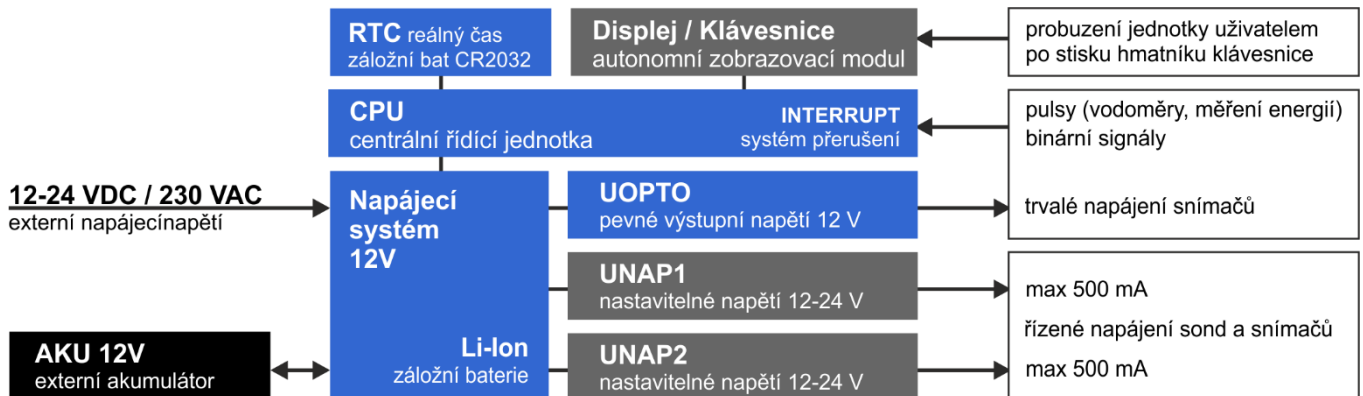 RTC reálný čas
záložní bat CR2032
Displej / Klávesnice
autonomní zobrazovací modul
probuzení jednotky uživatelem
po stisku hmatníku klávesnice
CPU
centrální řídící jednotka
INTERRUPT
systém přerušení
pulsy (vodoměry, měření energií)
binární signály
12-24 VDC / 230 VAC
externí napájecínapětí
Napájecí
systém
12V
UOPTO
pevné výstupní napětí 12 V
trvalé napájení snímačů
UNAP1
nastavitelné napětí 12-24 V
max 500 mA
řízené napájení sond a snímačů
AKU 12V
externí akumulátor
Li-Ion
záložní baterie
UNAP2
nastavitelné napětí 12-24 V
max 500 mA